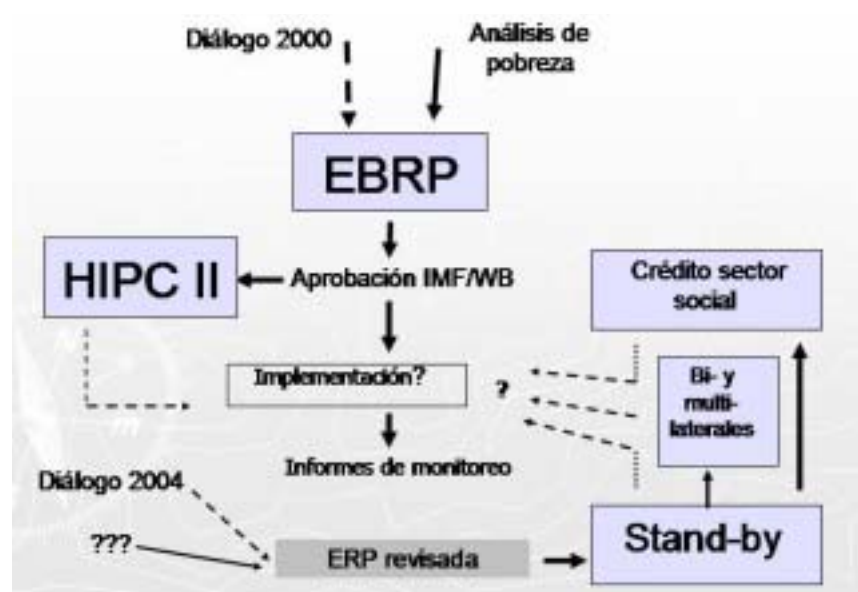 Diálogo 2000
Análisis de
pobreza
EBRP
HIPC II
Aprobación IMF/WB
Crédito sector
social
Implementación?
?
Bi- y
multi-
laterales
Informes de monitoreo
Diálogo 2004
???
ERP revisada
Stand-by